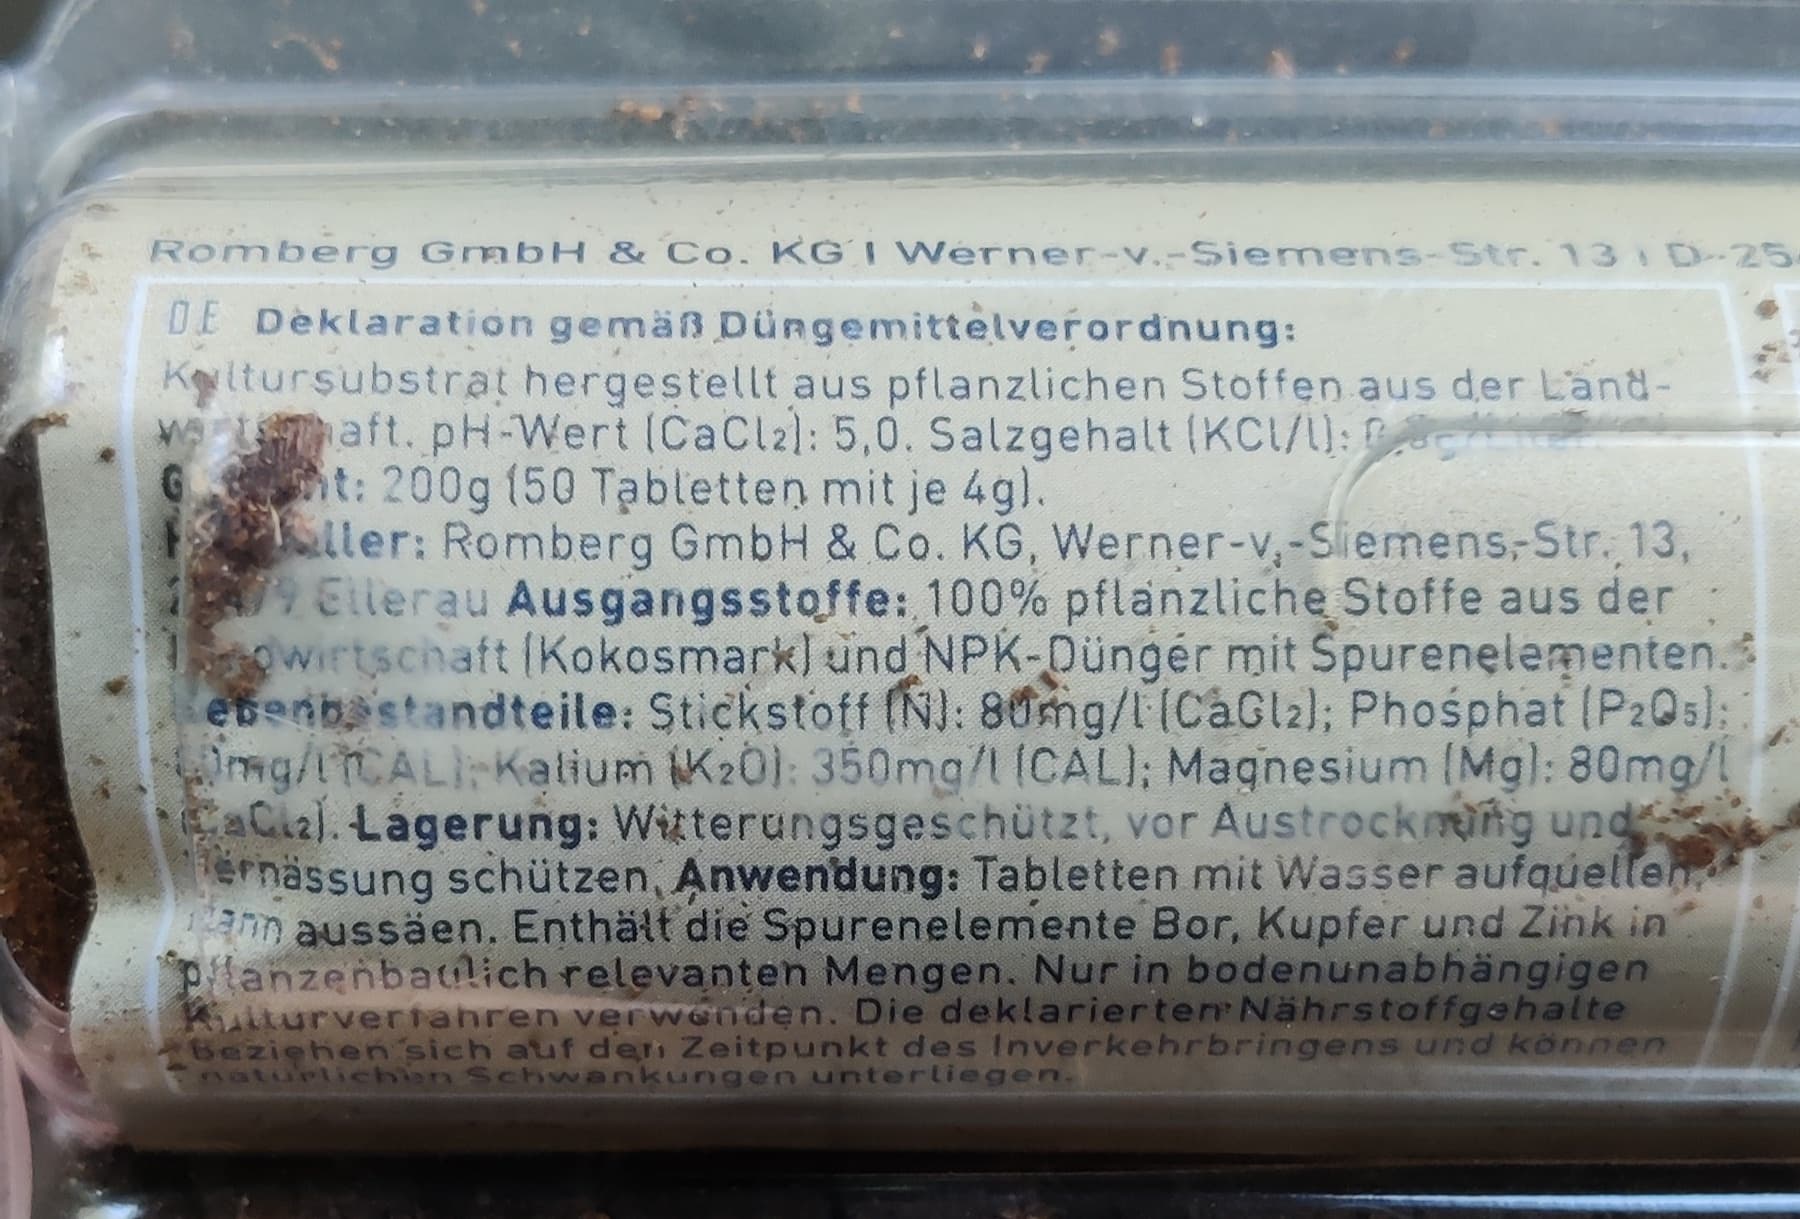 Romberg GmbH & Co. KG I Werner-v.-Siemens-Str. 13 I
DE Deklaration gemäß Düngemittelverordnung:
Kultursubstrat hergestellt aus pflanzlichen Stoffen aus der Land-
pH-Wert (CaCl₂): 5,0. Salzgehalt (KCl/l):
200g (50 Tabletten mit je 4g).
Romberg GmbH & Co. KG, Werner-v.-Siemens-Str. 13,
Ellerau Ausgangsstoffe: 100% pflanzliche Stoffe aus der
(Kokosmark) und NPK-Dünger mit Spurenelementen.
Stickstoff (N): 80mg/l (CaCl₂); Phosphat (P₂O₅):
(CAL); Kalium (K₂O): 350mg/l (CAL); Magnesium (Mg): 80mg/l
(CaCl₂). Lagerung: Witterungsgeschützt, vor Austrocknung und
Vernässung schützen. Anwendung: Tabletten mit Wasser aufquellen,
dann aussäen. Enthält die Spurenelemente Bor, Kupfer und Zink in
pflanzenbaulich relevanten Mengen. Nur in bodenunabhängigen
Kulturverfahren verwenden. Die deklarierten Nährstoffgehalte
beziehen sich auf den Zeitpunkt des Inverkehrbringens und können
natürlichen Schwankungen unterliegen.